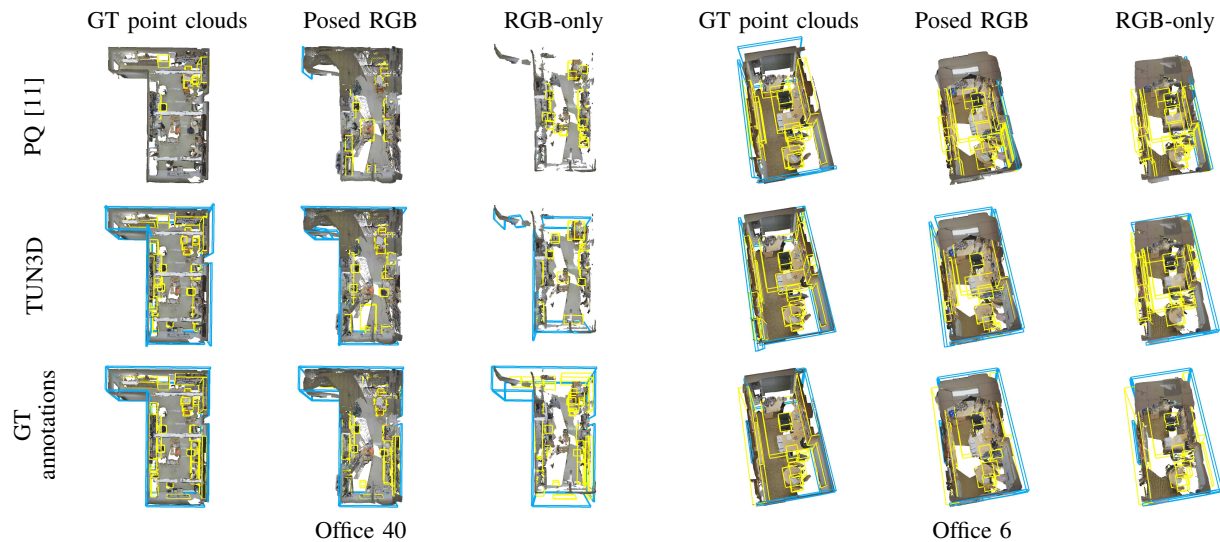 GT point clouds Posed RGB RGB-only GT point clouds Posed RGB RGB-only
PQ [11]
TUN3D
GT
annotations
Office 40 Office 6